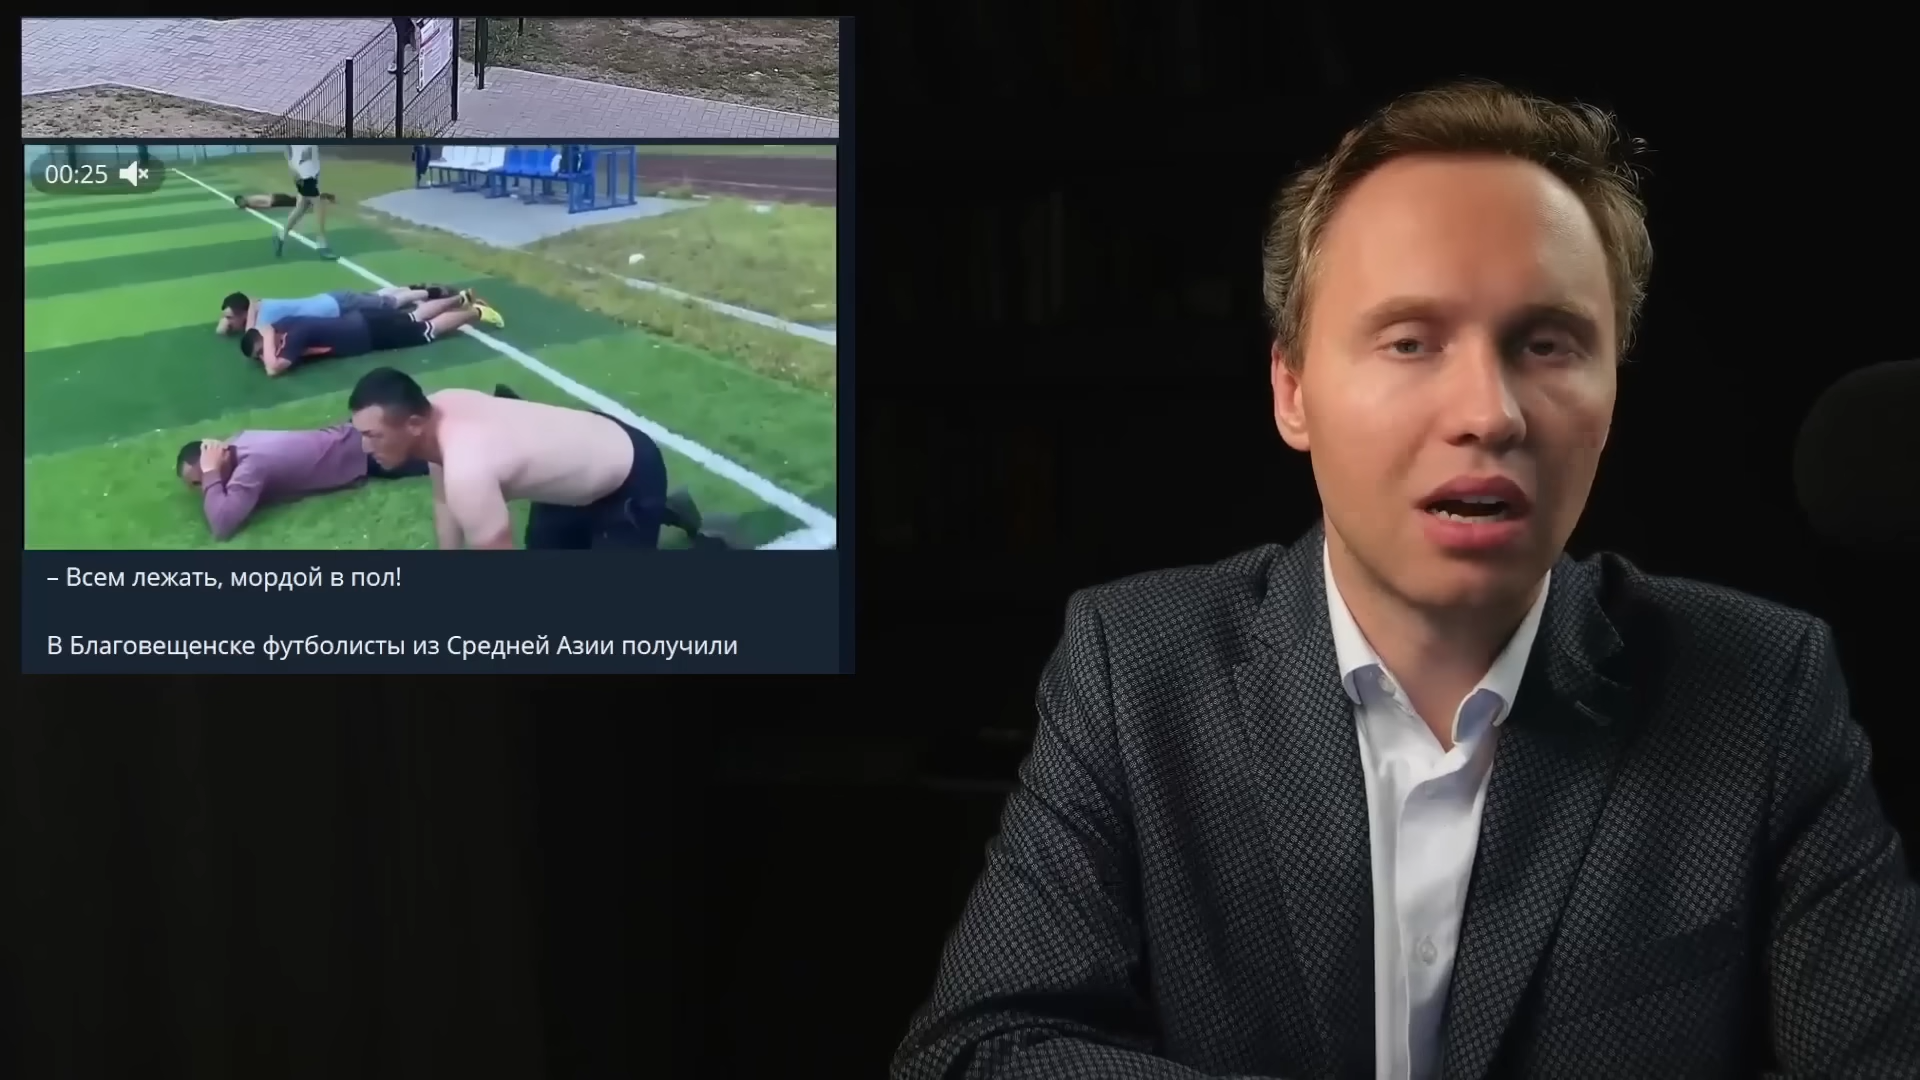 00:25
– Всем лежать, мордой в пол!
В Благовещенске футболисты из Средней Азии получили